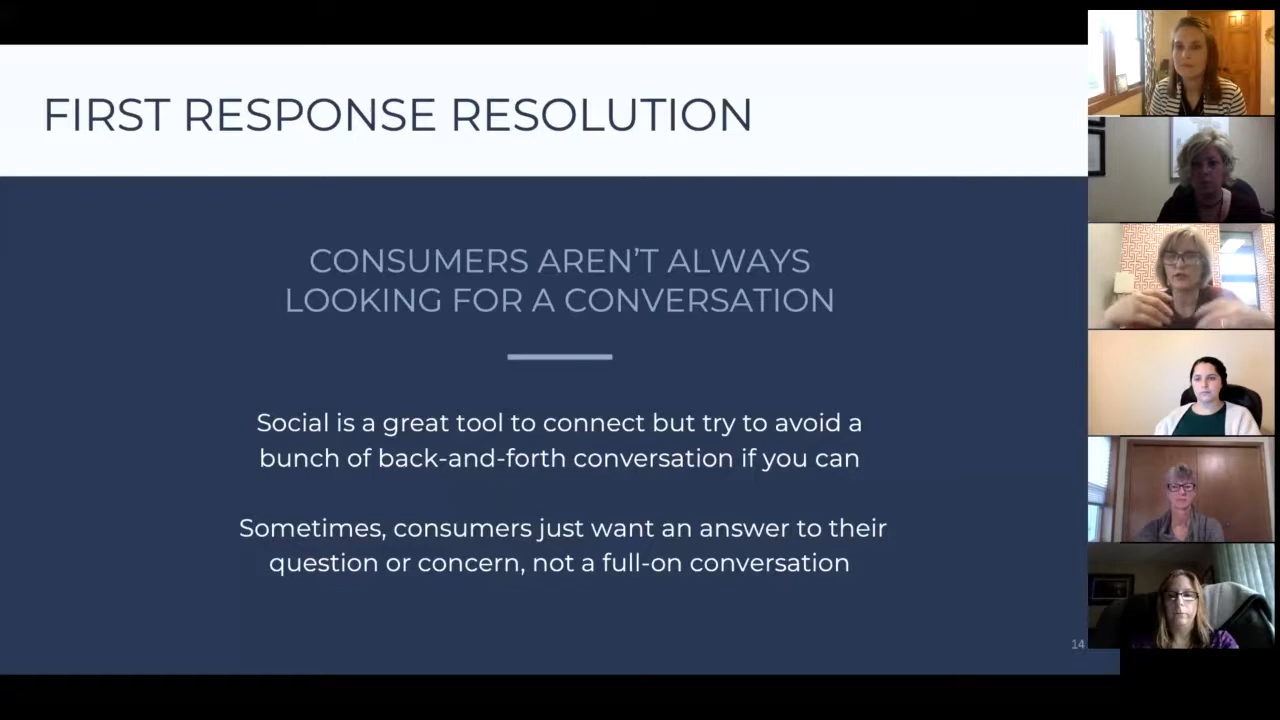 FIRST RESPONSE RESOLUTION
CONSUMERS AREN'T ALWAYS
LOOKING FOR A CONVERSATION
Social is a great tool to connect but try to avoid a
bunch of back-and-forth conversation if you can
Sometimes, consumers just want an answer to their
question or concern, not a full-on conversation
14